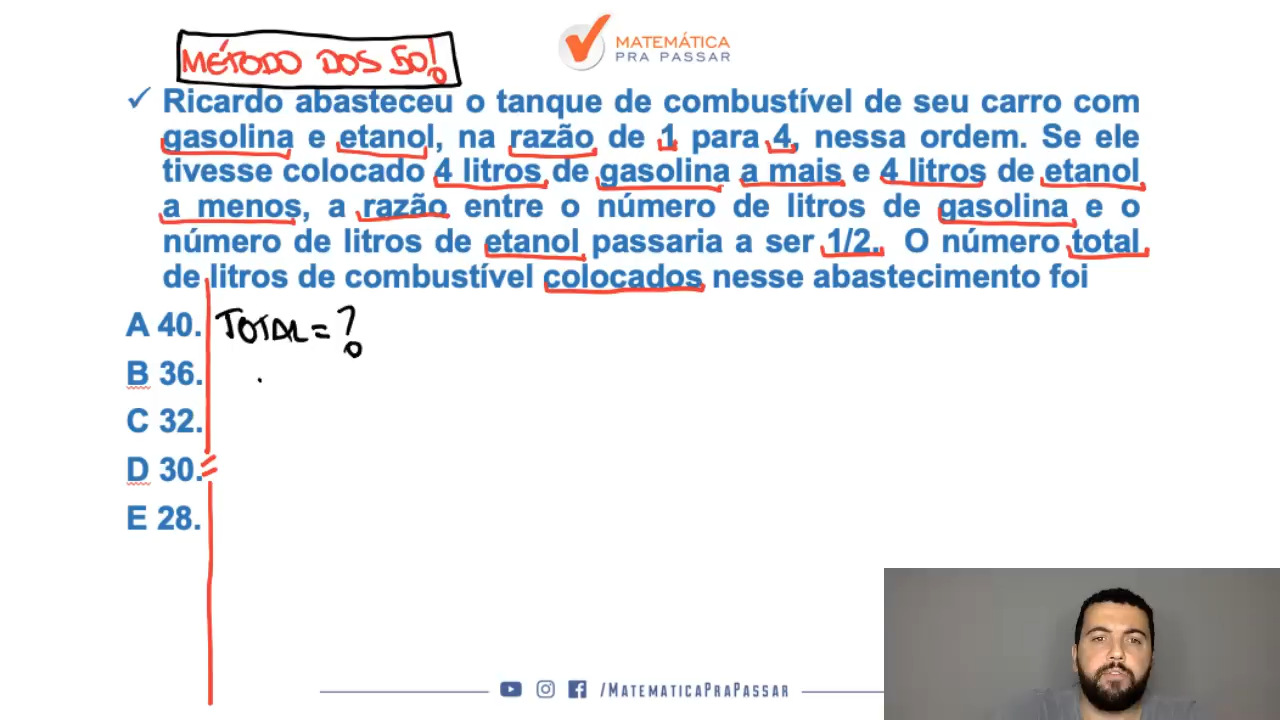 MÉTODO DOS 50!
MATEMÁTICA
PRA PASSAR
✓ Ricardo abasteceu o tanque de combustível de seu carro com
gasolina e etanol, na razão de 1 para 4, nessa ordem. Se ele
tivesse colocado 4 litros de gasolina a mais e 4 litros de etanol
a menos, a razão entre o número de litros de gasolina e o
número de litros de etanol passaria a ser 1/2. O número total
de litros de combustível colocados nesse abastecimento foi
A 40.
TOTAL = ?
B 36.
C 32.
D 30.
E 28.
/MATEMATICAPRAPASSAR